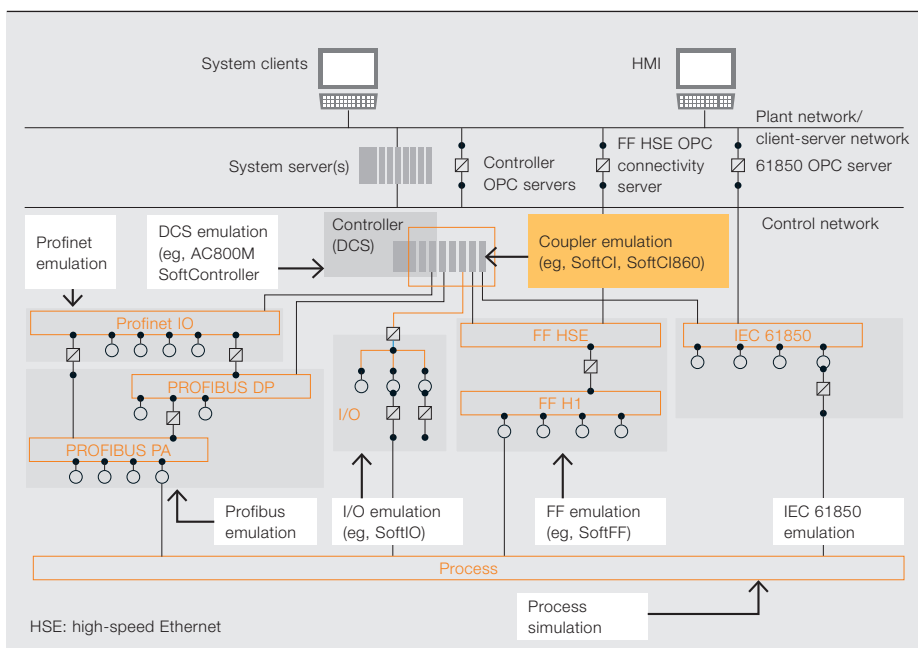 System clients
HMI
Plant network/
client-server network
System server(s)
Controller
OPC servers
FF HSE OPC
connectivity
server
61850 OPC server
Control network
Profinet
emulation
DCS emulation
(eg, AC800M
SoftController
Controller
(DCS)
Coupler emulation
(eg, SoftCI, SoftCI860)
Profinet IO
FF HSE
IEC 61850
PROFIBUS DP
I/O
FF H1
PROFIBUS PA
Profibus
emulation
I/O emulation
(eg, SoftIO)
FF emulation
(eg, SoftFF)
IEC 61850
emulation
Process
Process
simulation
HSE: high-speed Ethernet